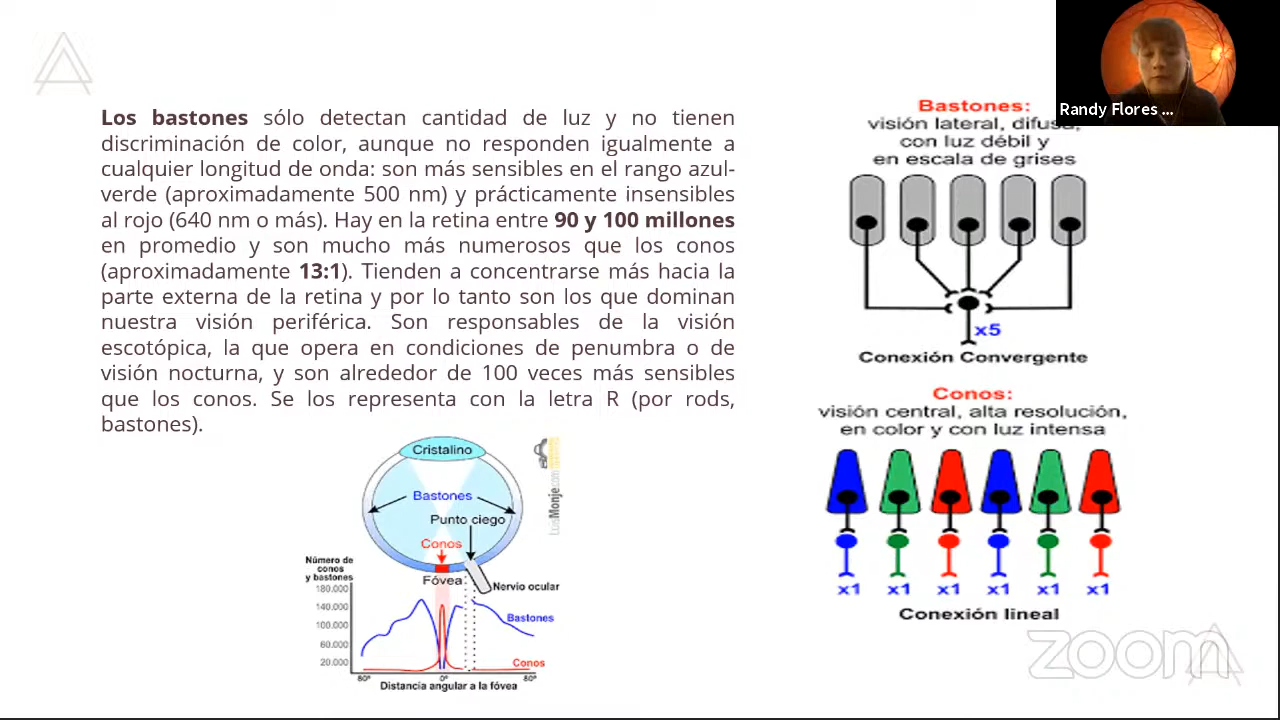 Randy Flores ...
Los bastones sólo detectan cantidad de luz y no tienen
discriminación de color, aunque no responden igualmente a
cualquier longitud de onda: son más sensibles en el rango azul-
verde (aproximadamente 500 nm) y prácticamente insensibles
al rojo (640 nm o más). Hay en la retina entre 90 y 100 millones
en promedio y son mucho más numerosos que los conos
(aproximadamente 13:1). Tienden a concentrarse más hacia la
parte externa de la retina y por lo tanto son los que dominan
nuestra visión periférica. Son responsables de la visión
escotópica, la que opera en condiciones de penumbra o de
visión nocturna, y son alrededor de 100 veces más sensibles
que los conos. Se los representa con la letra R (por rods,
bastones).
Cristalino
Bastones
Punto ciego
Conos
Fóvea
Nervio ocular
LuisMonje.com
Número de
conos
y bastones
180.000
140.000
100.000
60.000
20.000
Bastones
Conos
80º
0º
80º
Distancia angular a la fóvea
Bastones:
visión lateral, difusa,
con luz débil y
en escala de grises
x5
Conexión Convergente
Conos:
visión central, alta resolución,
en color y con luz intensa
x1 x1 x1 x1 x1 x1
Conexión lineal
zoom